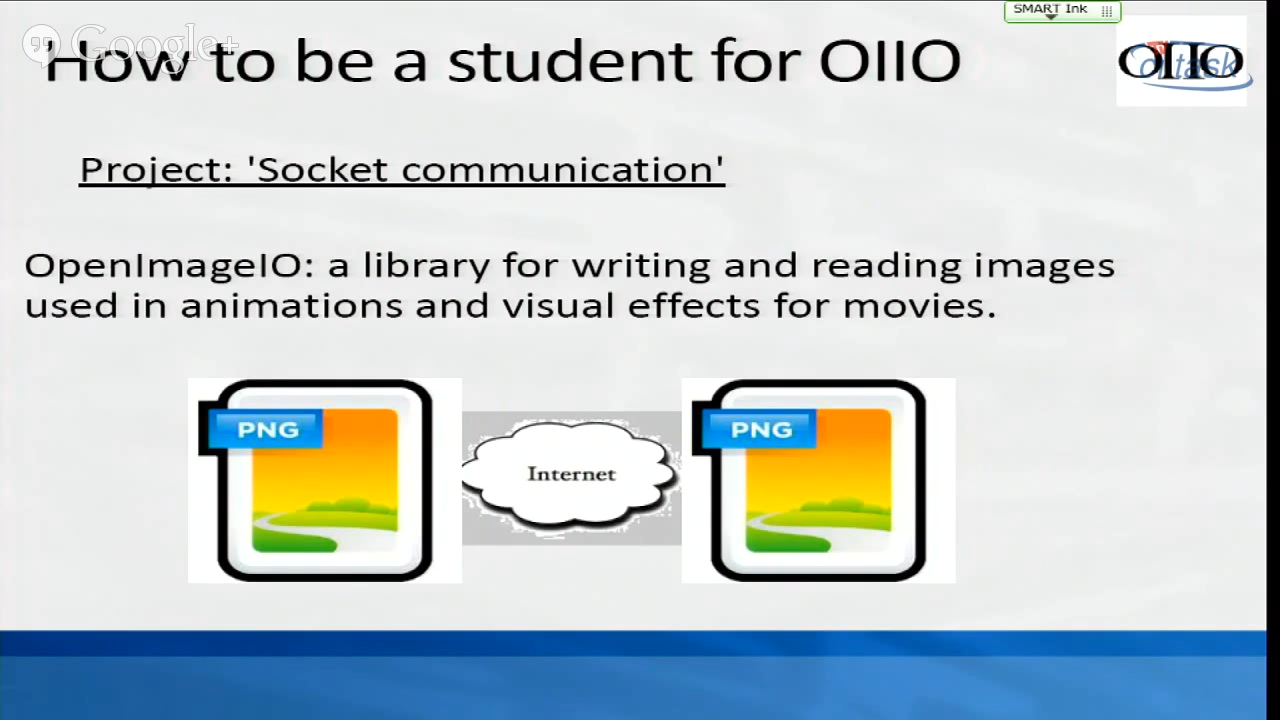 SMART Ink
Google+
'How to be a student for OIIO
OIIO
Project: 'Socket communication'
OpenImageIO: a library for writing and reading images
used in animations and visual effects for movies.
PNG
Internet
PNG